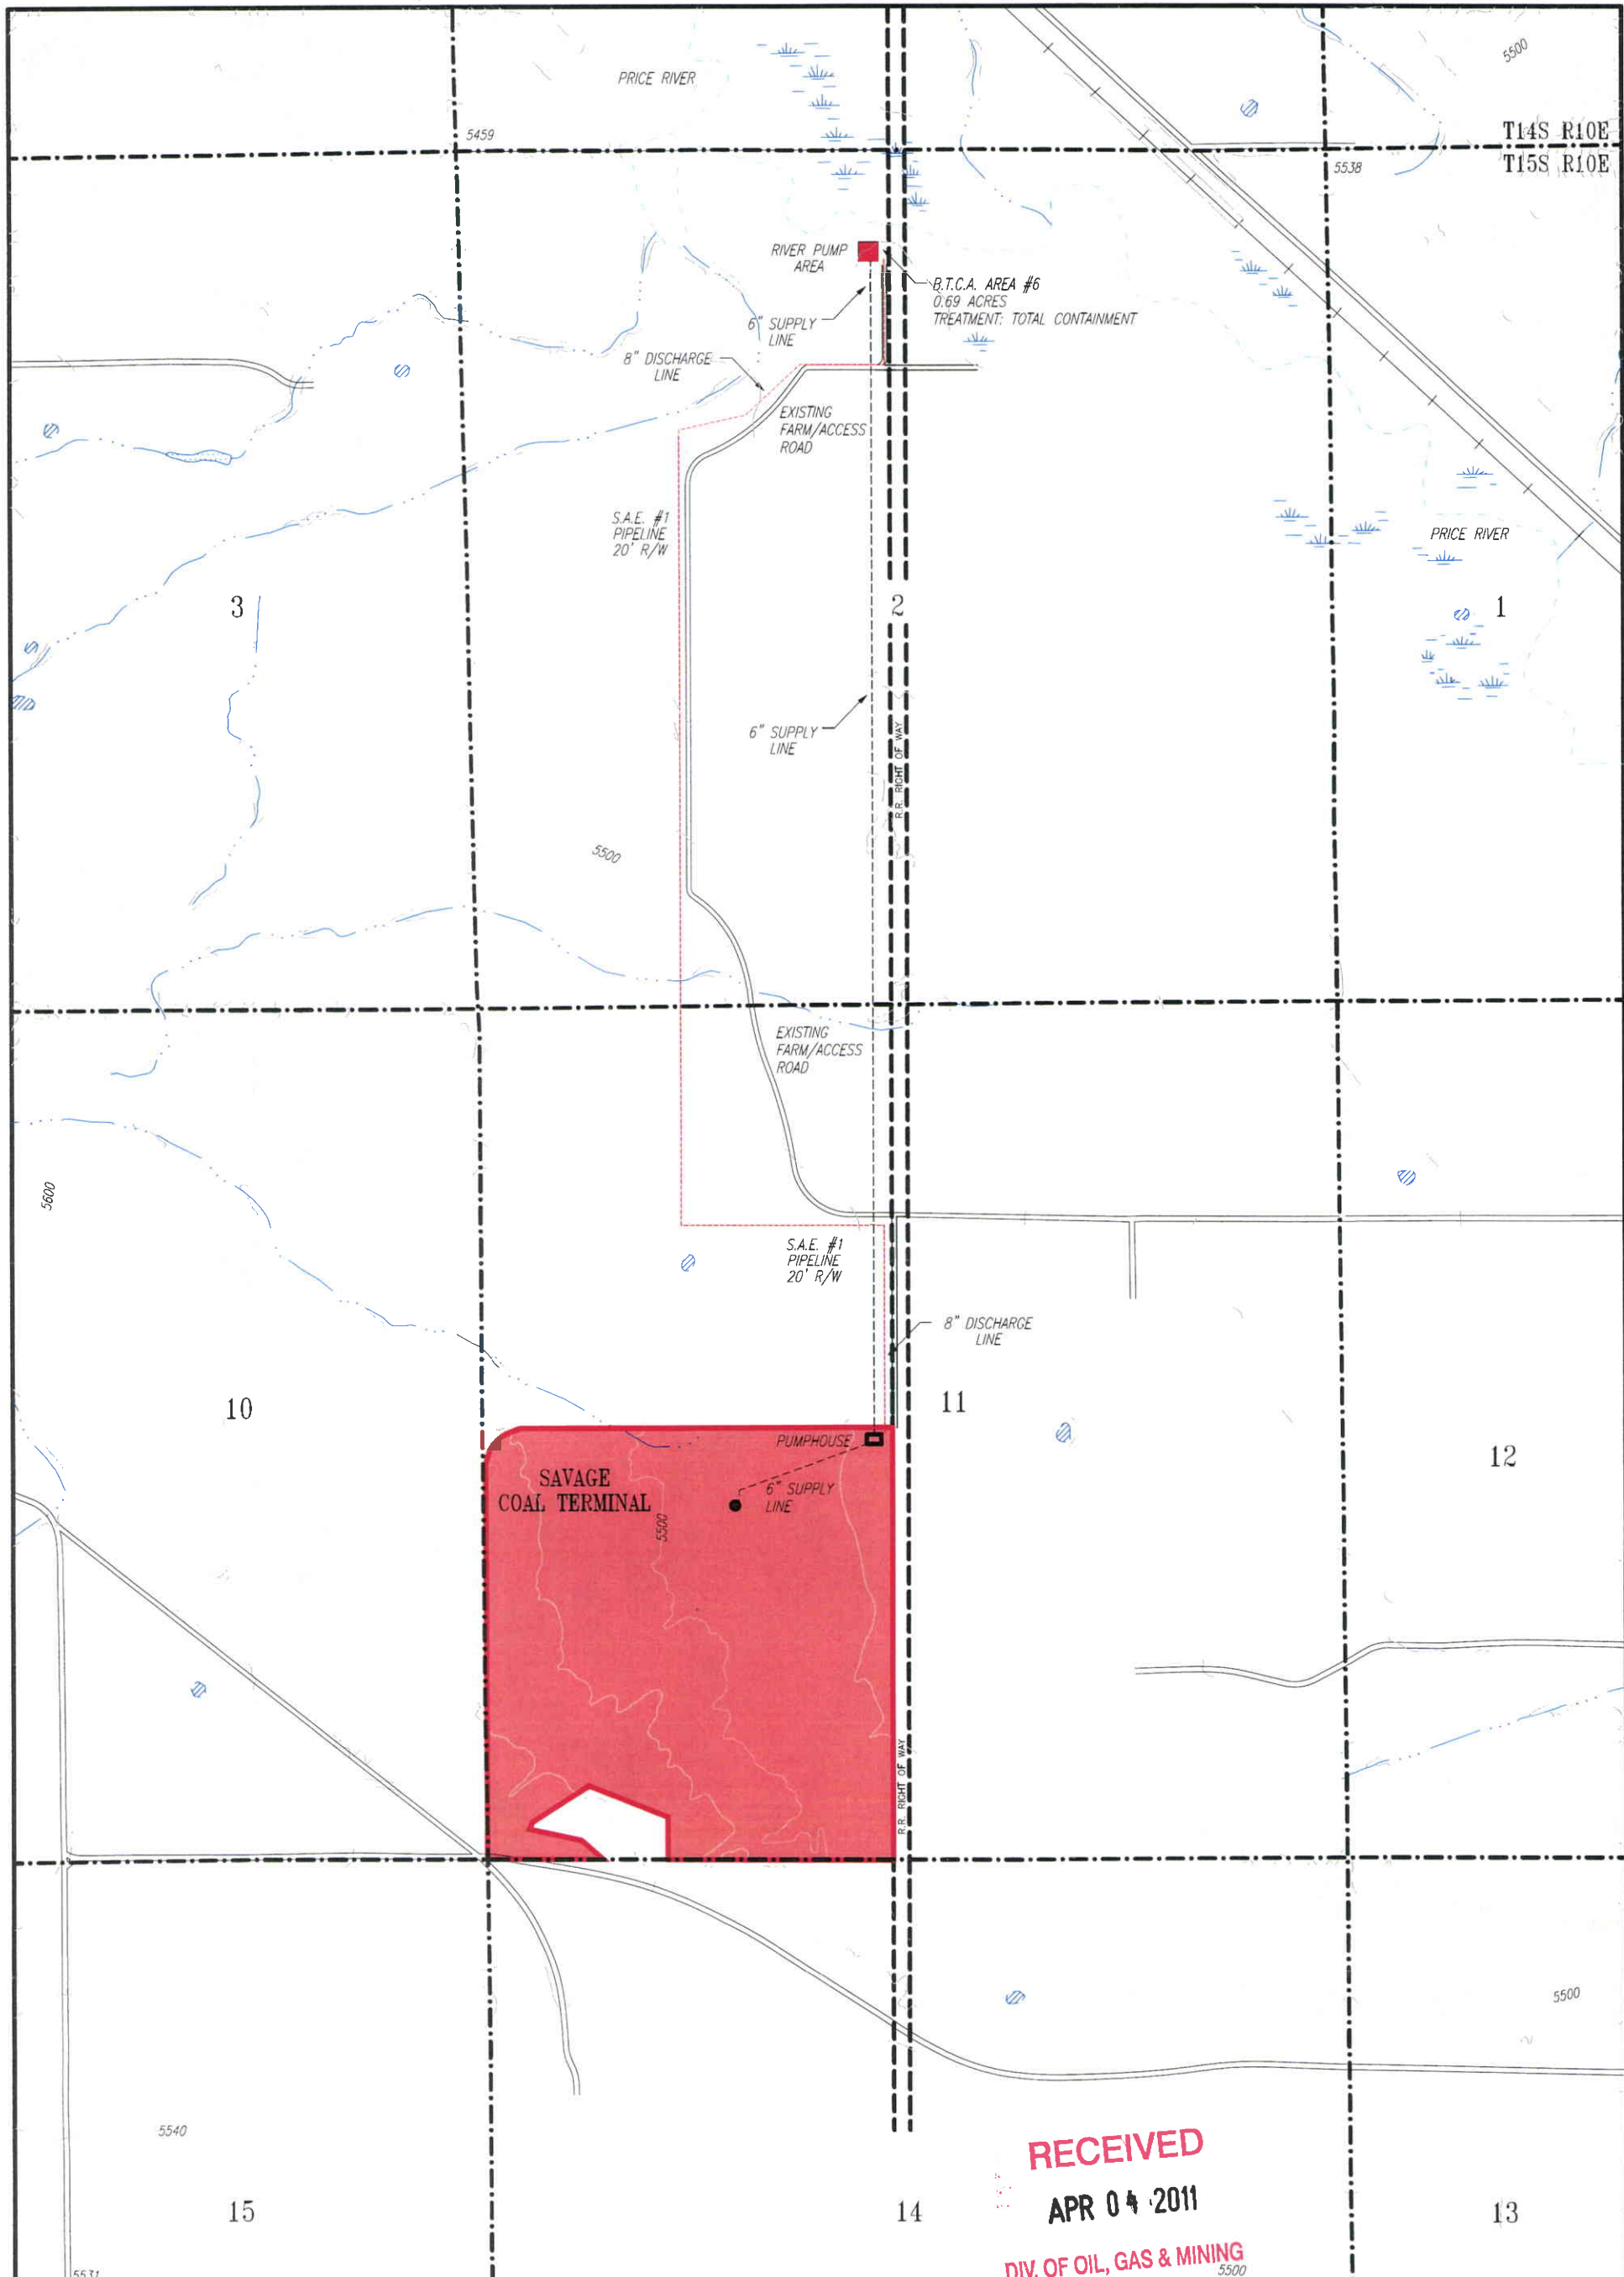 PRICE RIVER
5500
5459
T14S R10E
T15S R10E
5538
RIVER PUMP
AREA
B.T.C.A. AREA #6
0.69 ACRES
TREATMENT: TOTAL CONTAINMENT
6" SUPPLY
LINE
8" DISCHARGE
LINE
EXISTING
FARM/ACCESS
ROAD
S.A.E. #1
PIPELINE
20' R/W
PRICE RIVER
3
2
1
6" SUPPLY
LINE
R.R. RIGHT OF WAY
5500
EXISTING
FARM/ACCESS
ROAD
5600
S.A.E. #1
PIPELINE
20' R/W
8" DISCHARGE
LINE
10
11
12
PUMPHOUSE
SAVAGE
COAL TERMINAL
6" SUPPLY
LINE
5500
R.R. RIGHT OF WAY
5500
5540
RECEIVED
APR 04 2011
DIV. OF OIL, GAS & MINING
15
14
13
5531
5500